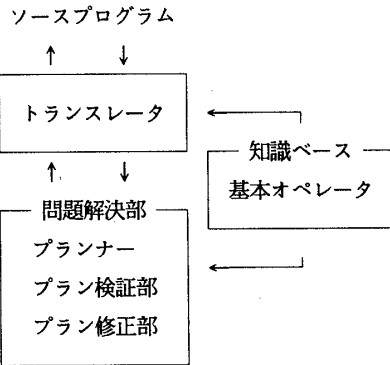 ソースプログラム
トランスレータ
知識ベース
基本オペレータ
問題解決部
プランナー
プラン検証部
プラン修正部